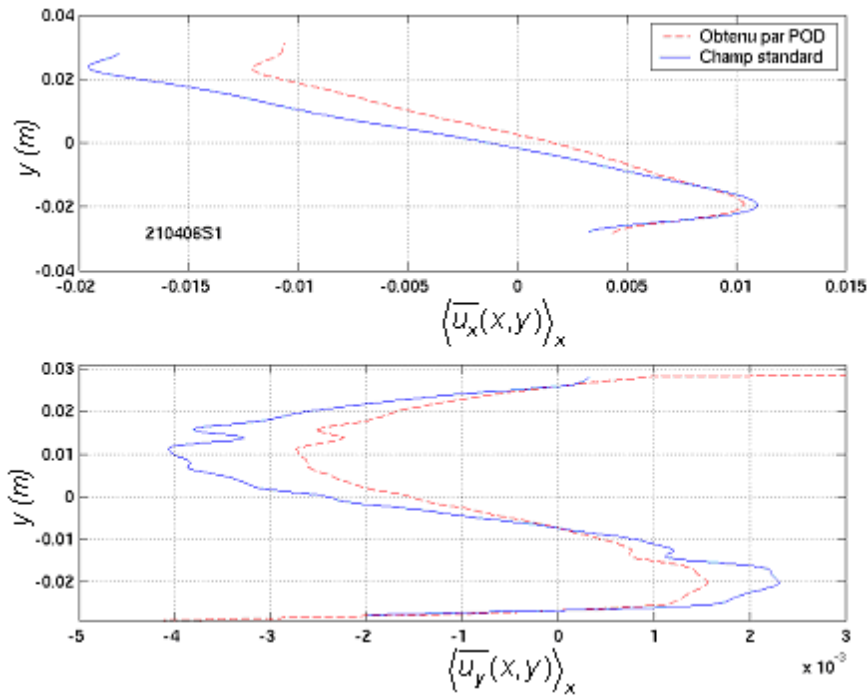 0.04
0.02
0
-0.02
-0.04
y (m)
Obtenu par POD
Champ standard
210406S1
-0.02 -0.015 -0.01 -0.005 0 0.005 0.01 0.015
⟨u̅ₓ(x,y)⟩ₓ
0.03
0.02
0.01
0
-0.01
-0.02
y (m)
-5 -4 -3 -2 -1 0 1 2 3
x 10⁻³
⟨u̅_y(x,y)⟩ₓ